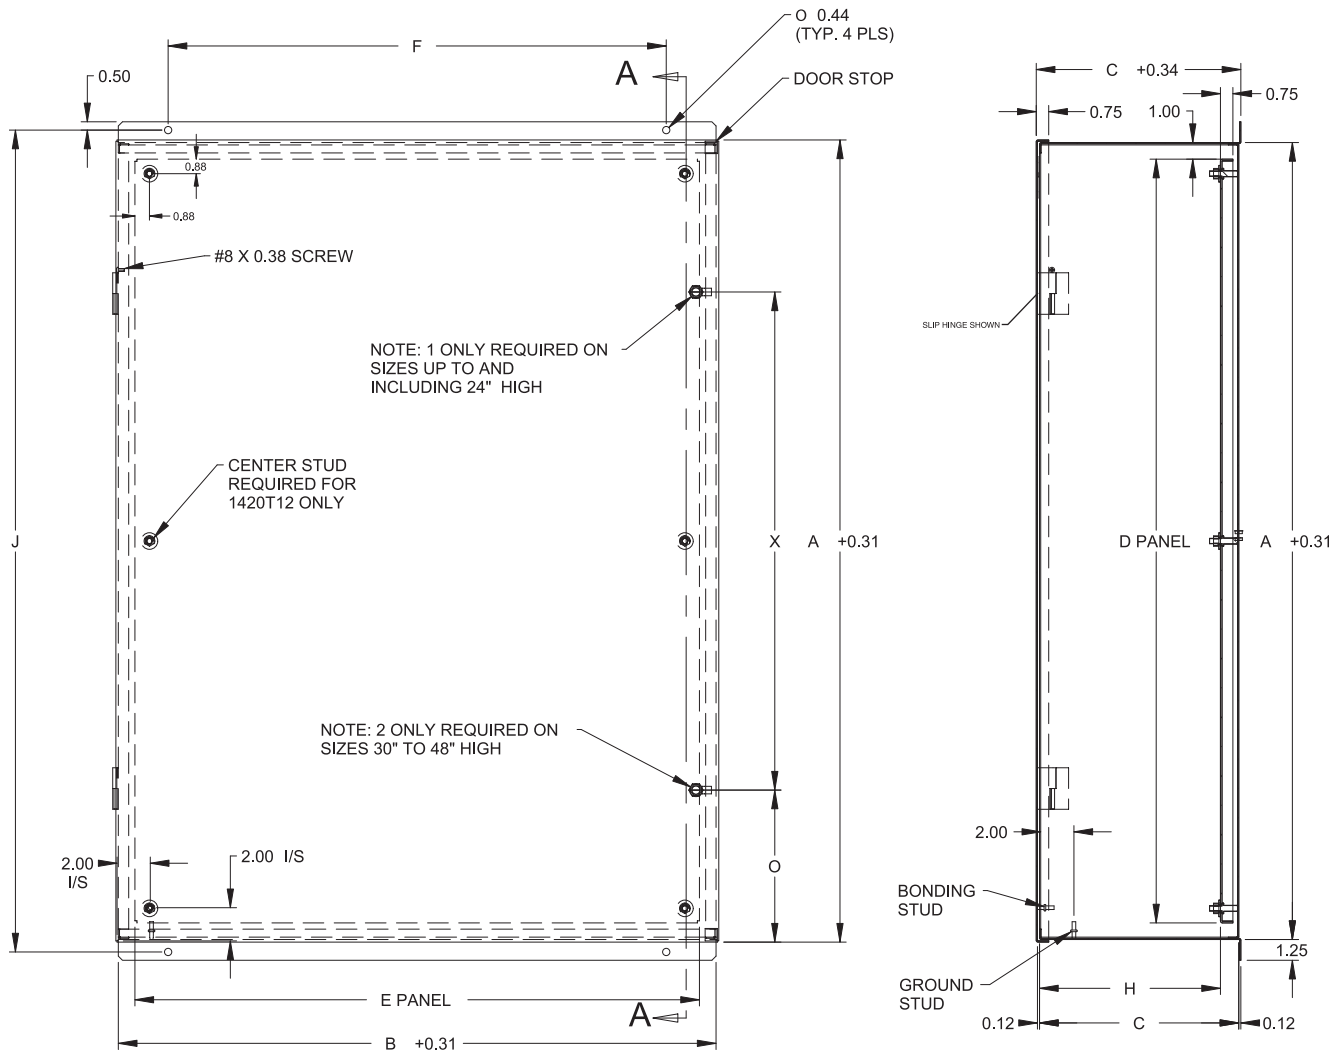 O 0.44
(TYP. 4 PLS)
F
A
0.50
DOOR STOP
C +0.34
0.75
0.75
1.00
0.88
0.88
#8 X 0.38 SCREW
SLIP HINGE SHOWN
NOTE: 1 ONLY REQUIRED ON
SIZES UP TO AND
INCLUDING 24" HIGH
CENTER STUD
REQUIRED FOR
1420T12 ONLY
J
X
A +0.31
D PANEL
A +0.31
NOTE: 2 ONLY REQUIRED ON
SIZES 30" TO 48" HIGH
2.00
I/S
2.00 I/S
O
2.00
BONDING
STUD
GROUND
STUD
1.25
E PANEL
H
A
B +0.31
0.12
C
0.12